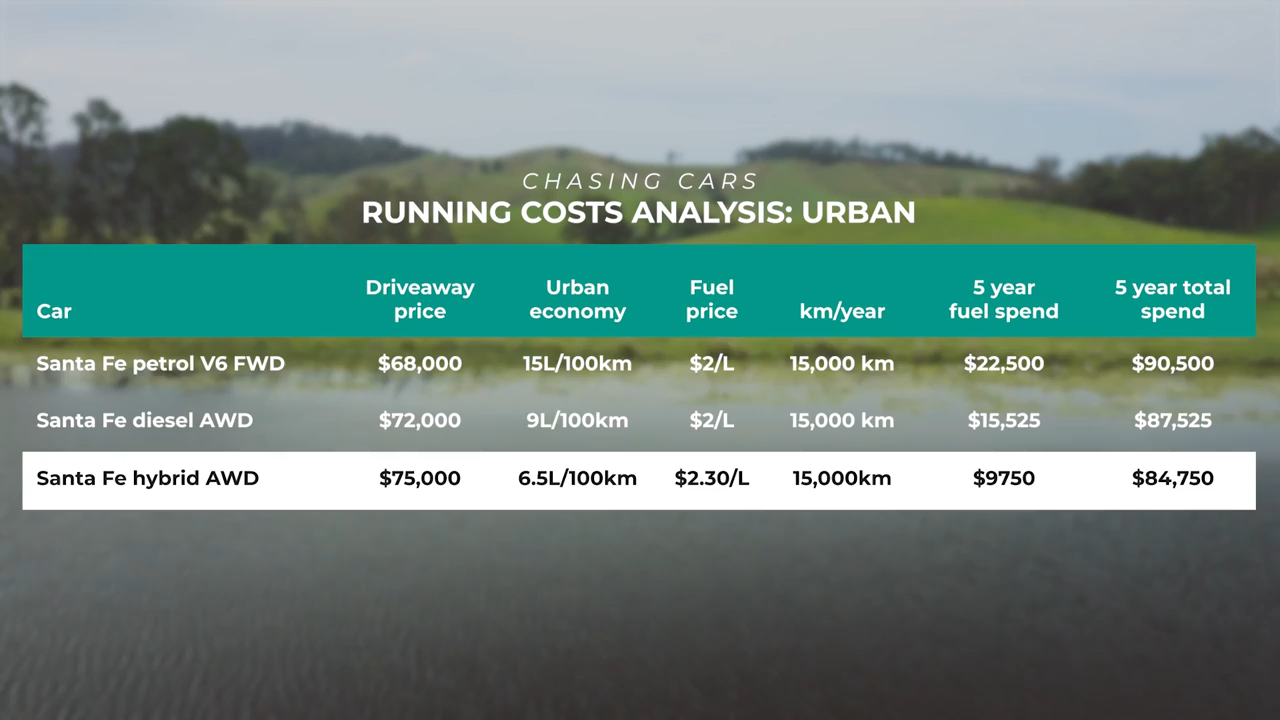 CHASING CARS
RUNNING COSTS ANALYSIS: URBAN
Car Driveaway price Urban economy Fuel price km/year 5 year fuel spend 5 year total spend
Santa Fe petrol V6 FWD $68,000 15L/100km $2/L 15,000 km $22,500 $90,500
Santa Fe diesel AWD $72,000 9L/100km $2/L 15,000 km $15,525 $87,525
Santa Fe hybrid AWD $75,000 6.5L/100km $2.30/L 15,000km $9750 $84,750